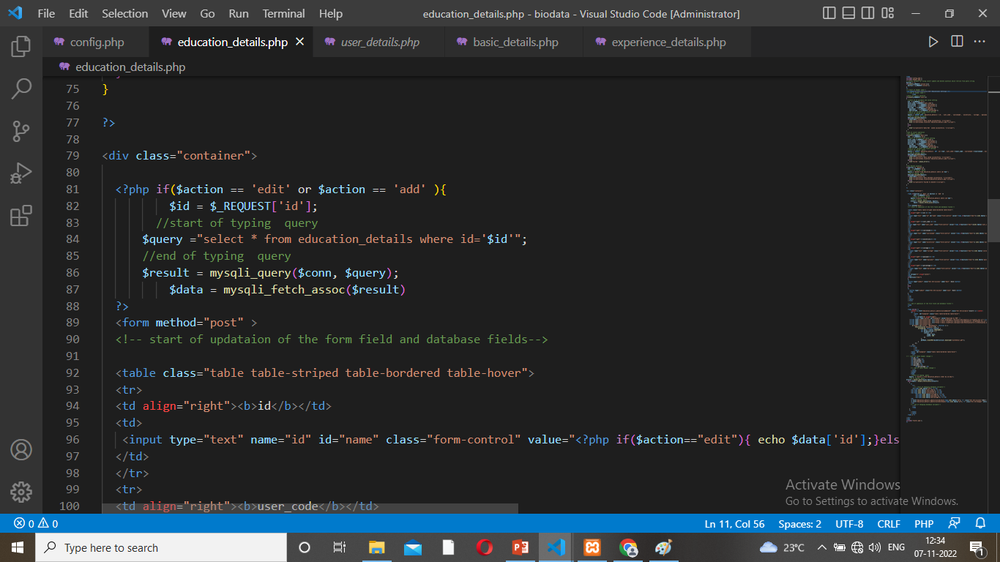 File Edit Selection View Go Run Terminal Help education_details.php - biodata - Visual Studio Code [Administrator]
config.php education_details.php user_details.php basic_details.php experience_details.php
education_details.php
75 }
76
77 ?>
78
79 <div class="container">
80
81 <?php if($action == 'edit' or $action == 'add' ){
82 $id = $_REQUEST['id'];
83 //start of typing  query
84 $query ="select * from education_details where id='$id'";
85 //end of typing  query
86 $result = mysqli_query($conn, $query);
87 $data = mysqli_fetch_assoc($result)
88 ?>
89 <form method="post" >
90 <!-- start of updataion of the form field and database fields-->
91
92 <table class="table table-striped table-bordered table-hover">
93 <tr>
94 <td align="right"><b>id</b></td>
95 <td>
96 <input type="text" name="id" id="name" class="form-control" value="<?php if($action=="edit"){ echo $data['id'];}els
97 </td>
98 </tr>
99 <tr>
100 <td align="right"><b>user_code</b></td>
Activate Windows
Go to Settings to activate Windows.
0 0 Ln 11, Col 56 Spaces: 2 UTF-8 CRLF PHP
Type here to search 23°C ENG 12:34
07-11-2022 1